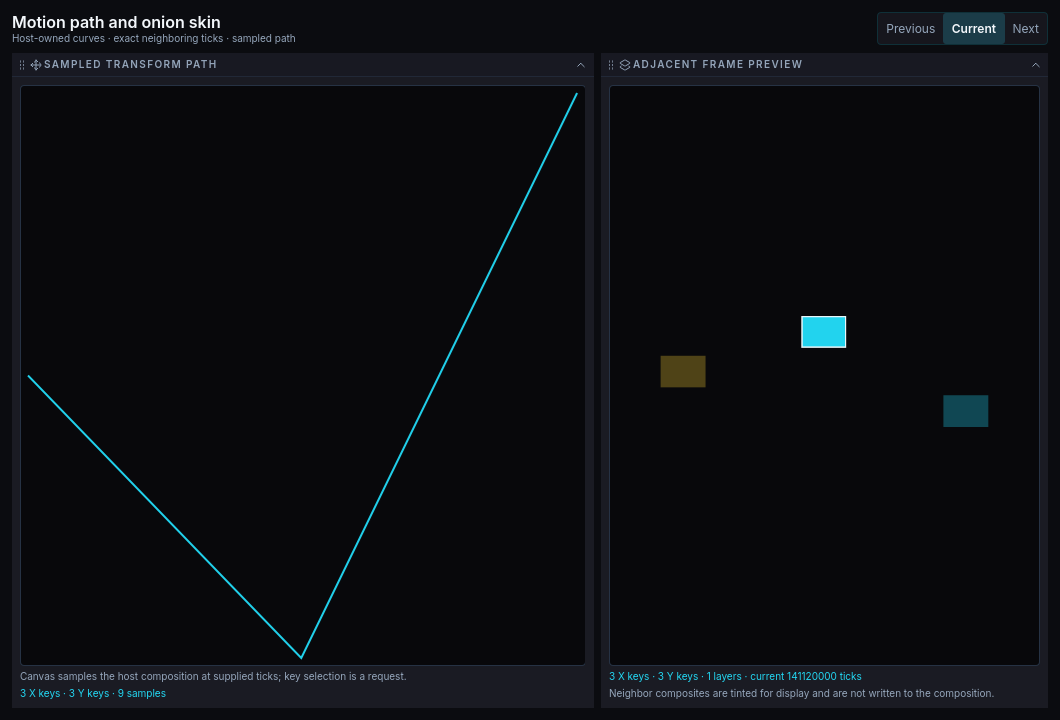 Motion path and onion skin
Host-owned curves · exact neighboring ticks · sampled path
Previous
Current
Next
SAMPLED TRANSFORM PATH
Canvas samples the host composition at supplied ticks; key selection is a request.
3 X keys · 3 Y keys · 9 samples
ADJACENT FRAME PREVIEW
3 X keys · 3 Y keys · 1 layers · current 141120000 ticks
Neighbor composites are tinted for display and are not written to the composition.